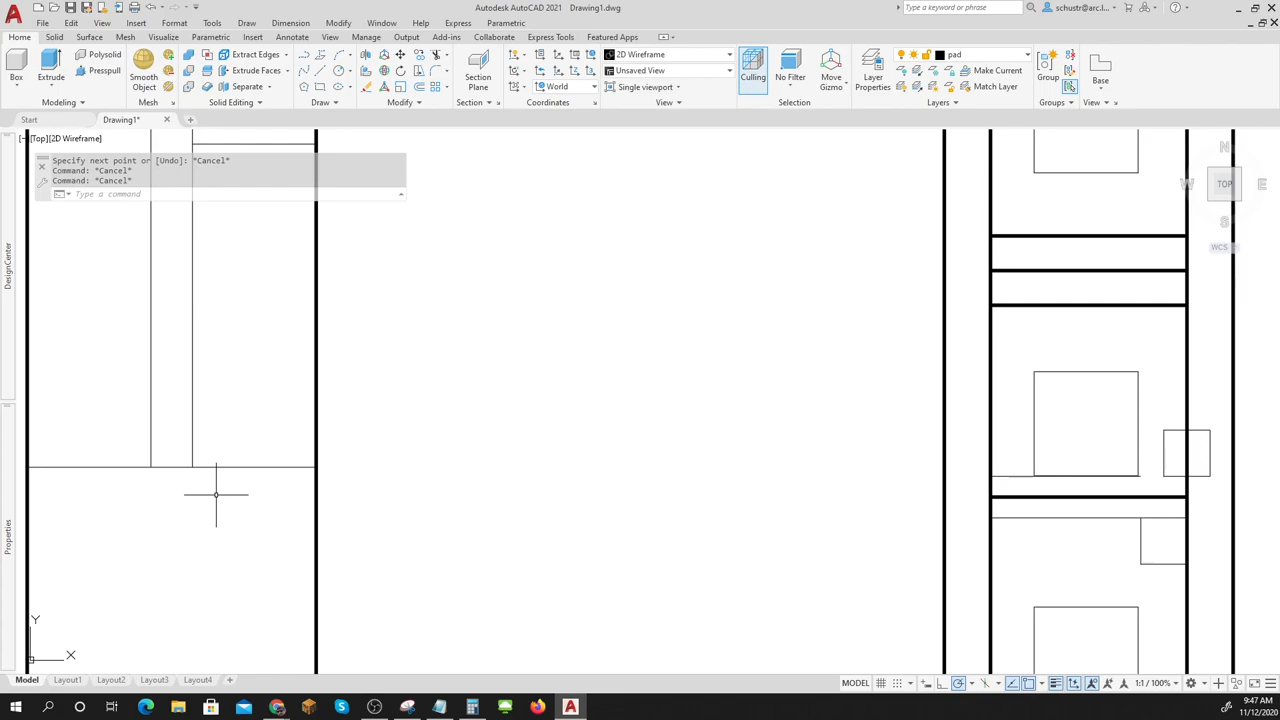 Autodesk AutoCAD 2021 Drawing1.dwg
Type a keyword or phrase
schustr@arc.l...
File Edit View Insert Format Tools Draw Dimension Modify Window Help Express Parametric
Home Solid Surface Mesh Visualize Parametric Insert Annotate View Manage Output Add-ins Collaborate Express Tools Featured Apps
Box
Extrude
Polysolid
Presspull
Modeling
Smooth Object
Mesh
Extract Edges
Extrude Faces
Separate
Solid Editing
Draw
Modify
Section Plane
Section
World
Coordinates
2D Wireframe
Unsaved View
Single viewport
View
Culling
No Filter
Move Gizmo
Selection
Layer Properties
pad
Make Current
Match Layer
Layers
Group
Groups
Base
View
Start
Drawing1*
[−][Top][2D Wireframe]
Specify next point or [Undo]: *Cancel*
Command: *Cancel*
Command: *Cancel*
Type a command
N
W TOP E
S
WCS
DesignCenter
Properties
Y
X
Model Layout1 Layout2 Layout3 Layout4
MODEL
1:1 / 100%
9:47 AM
11/12/2020